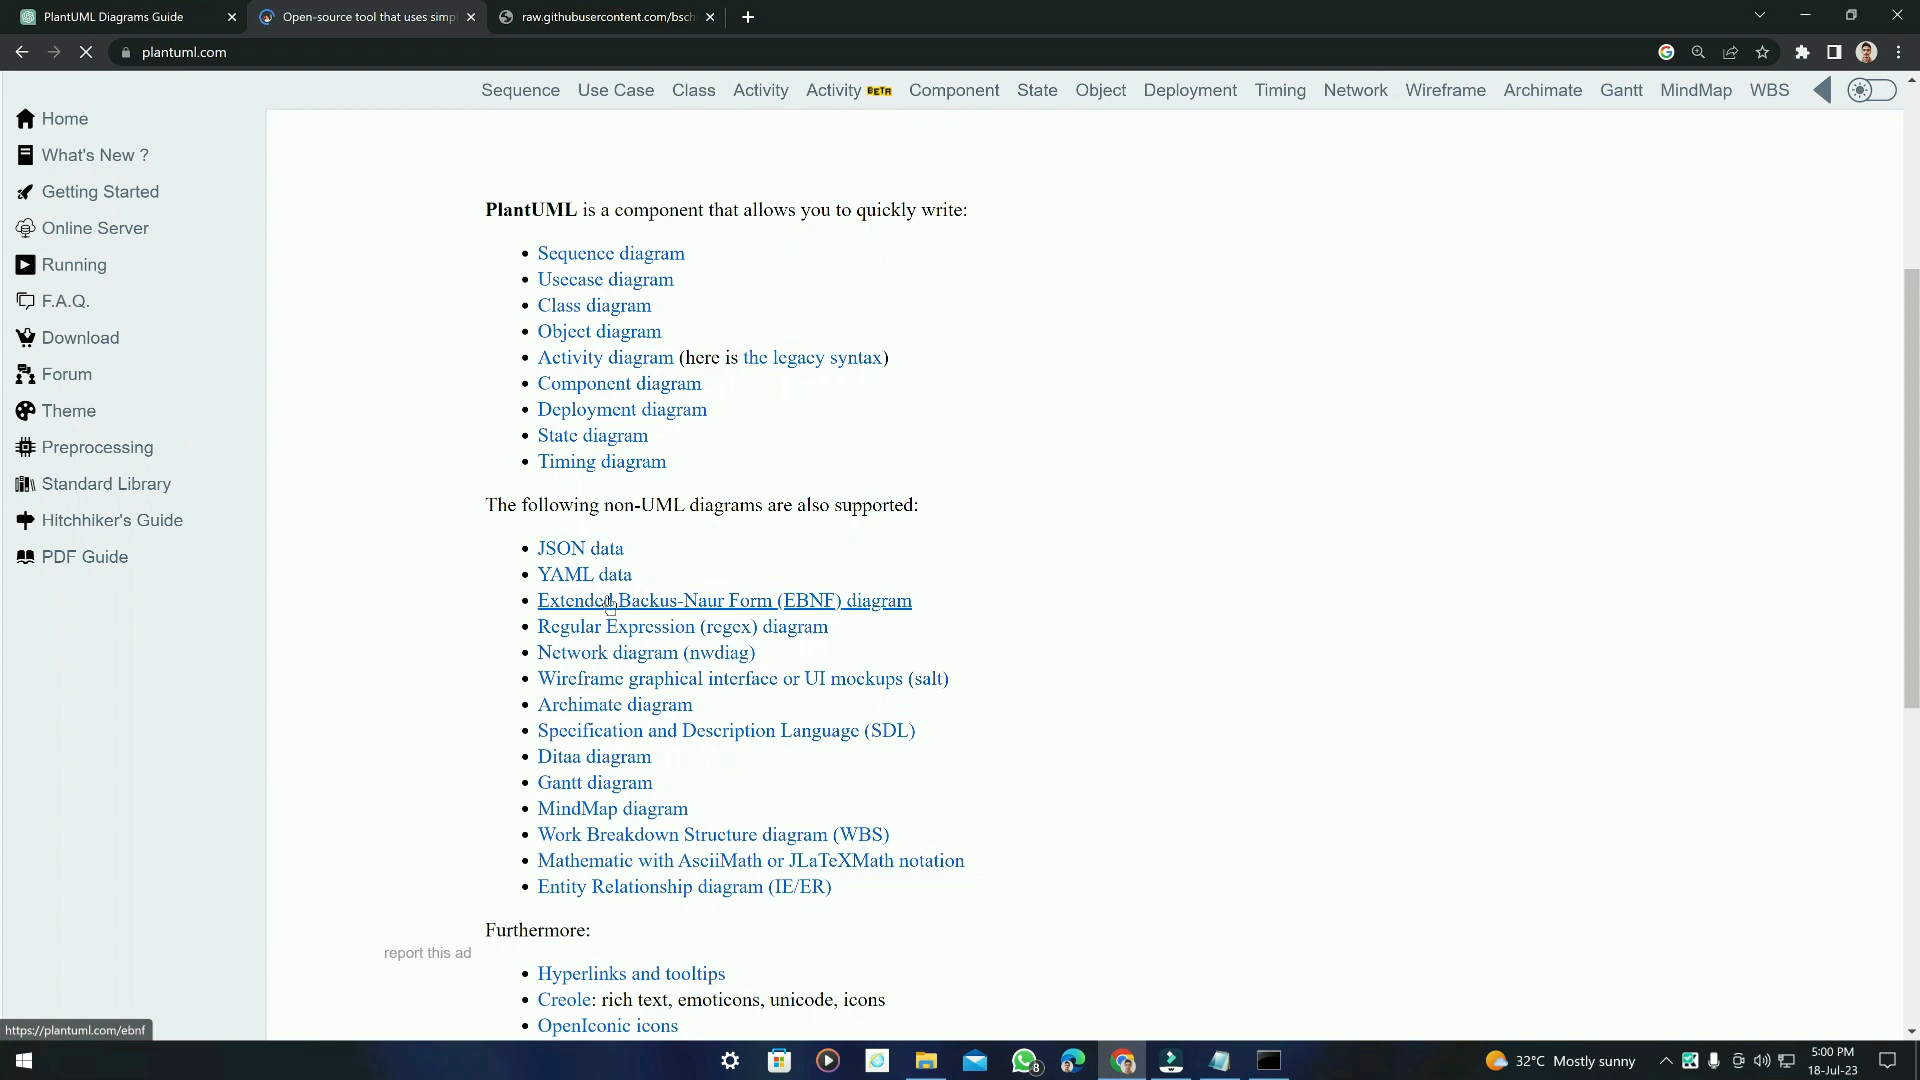 PlantUML Diagrams Guide
Open-source tool that uses simpl
raw.githubusercontent.com/bsch
plantuml.com
Sequence Use Case Class Activity Activity BETA Component State Object Deployment Timing Network Wireframe Archimate Gantt MindMap WBS
Home
What's New ?
Getting Started
Online Server
Running
F.A.Q.
Download
Forum
Theme
Preprocessing
Standard Library
Hitchhiker's Guide
PDF Guide
PlantUML is a component that allows you to quickly write:
Sequence diagram
Usecase diagram
Class diagram
Object diagram
Activity diagram (here is the legacy syntax)
Component diagram
Deployment diagram
State diagram
Timing diagram
The following non-UML diagrams are also supported:
JSON data
YAML data
Extended Backus-Naur Form (EBNF) diagram
Regular Expression (regex) diagram
Network diagram (nwdiag)
Wireframe graphical interface or UI mockups (salt)
Archimate diagram
Specification and Description Language (SDL)
Ditaa diagram
Gantt diagram
MindMap diagram
Work Breakdown Structure diagram (WBS)
Mathematic with AsciiMath or JLaTeXMath notation
Entity Relationship diagram (IE/ER)
Furthermore:
report this ad
Hyperlinks and tooltips
Creole: rich text, emoticons, unicode, icons
OpenIconic icons
https://plantuml.com/ebnf
8
32°C Mostly sunny
5:00 PM
18-Jul-23